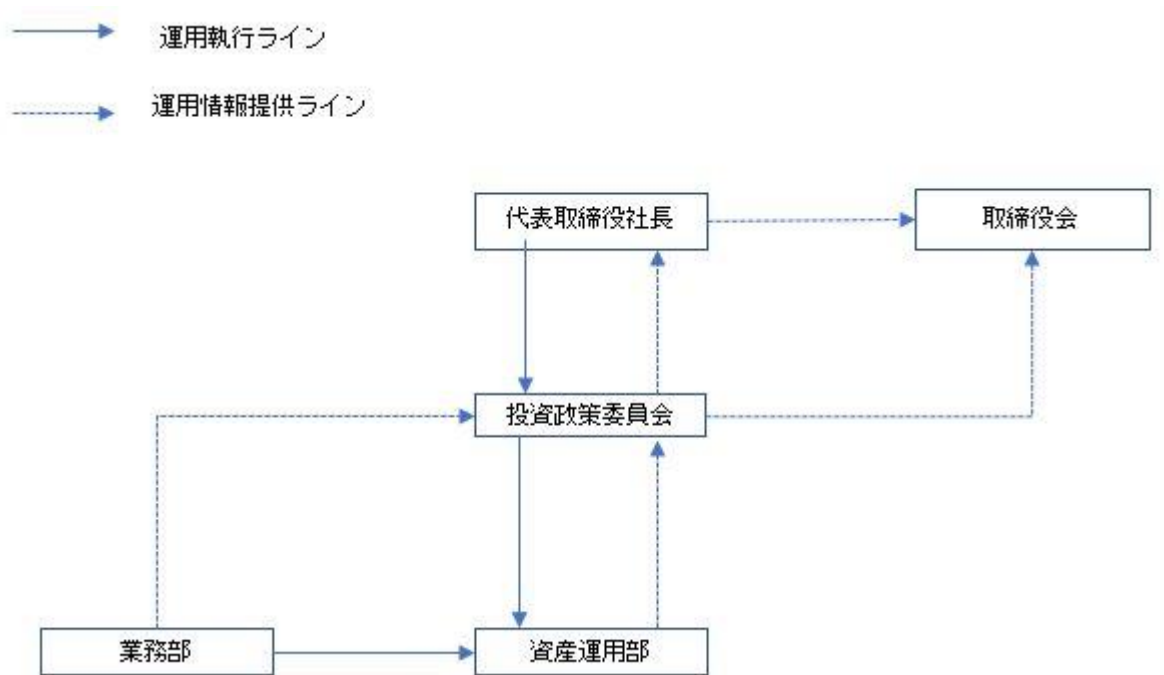 運用執行ライン
運用情報提供ライン
代表取締役社長
取締役会
投資政策委員会
業務部
資産運用部